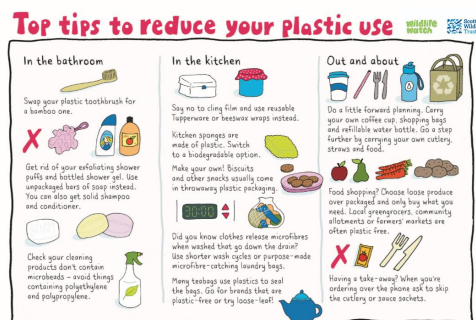 Top tips to reduce your plastic use
wildlife
watch
Scott
Wild
Trust
In the bathroom
Swap your plastic toothbrush for
a bamboo one.
Get rid of your exfoliating shower
puffs and bottled shower gel. Use
unpackaged bars of soap instead.
You can also get solid shampoo
and conditioner.
Check your cleaning
products don't contain
microbeads – avoid things
containing polyethylene
and polypropylene.
In the kitchen
Say no to cling film and use reusable
Tupperware or beeswax wraps instead.
Kitchen sponges are
made of plastic. Switch
to a biodegradable option.
Make your own! Biscuits
and other snacks usually come
in throwaway plastic packaging.
30:00
Did you know clothes release microfibres
when washed that go down the drain?
Use shorter wash cycles or purpose-made
microfibre-catching laundry bags.
Many teabags use plastics to seal
the bags. Go for brands that are
plastic-free or try loose-leaf!
Out and about
Do a little forward planning. Carry
your own coffee cup, shopping bags
and refillable water bottle. Go a step
further by carrying your own cutlery,
straws and food.
Food shopping? Choose loose produce
over packaged and only buy what you
need. Local greengrocers, community
allotments or farmers' markets are
often plastic free.
Having a take-away? When you're
ordering over the phone ask to skip
the cutlery or sauce sachets.